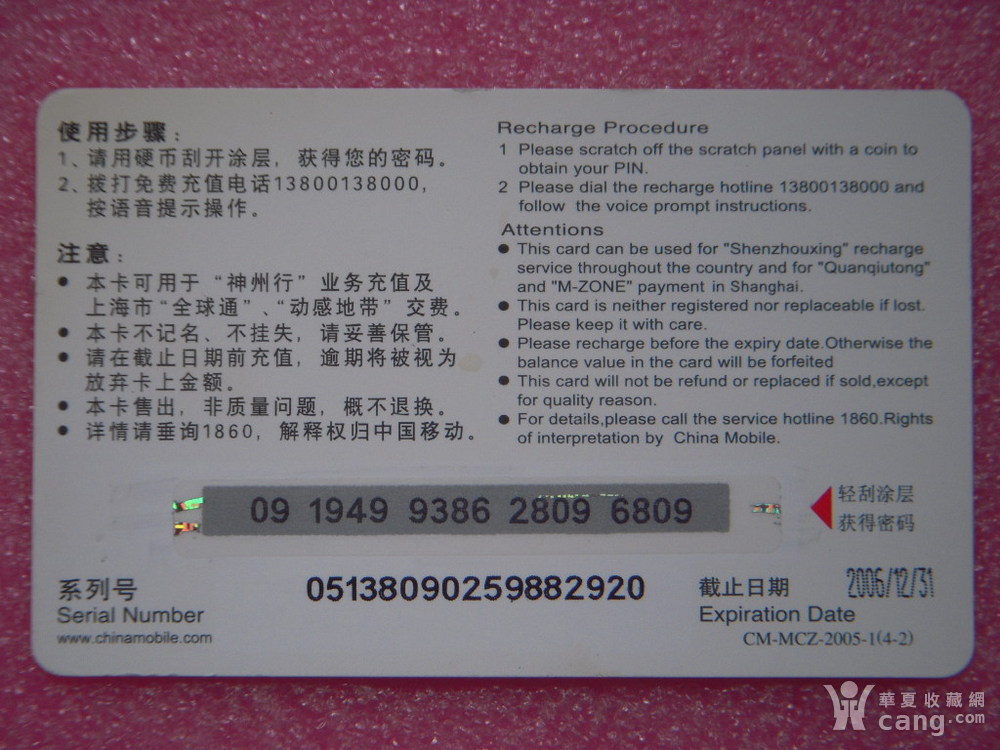 使用步骤：
1、请用硬币刮开涂层，获得您的密码。
2、拨打免费充值电话13800138000，
按语音提示操作。
注意：
● 本卡可用于“神州行”业务充值及
上海市“全球通”、“动感地带”交费。
● 本卡不记名、不挂失，请妥善保管。
● 请在截止日期前充值，逾期将被视为
放弃卡上金额。
● 本卡售出，非质量问题，概不退换。
● 详情请垂询1860，解释权归中国移动。
Recharge Procedure
1 Please scratch off the scratch panel with a coin to
obtain your PIN.
2 Please dial the recharge hotline 13800138000 and
follow the voice prompt instructions.
Attentions
● This card can be used for "Shenzhouxing" recharge
service throughout the country and for "Quanqiutong"
and "M-ZONE" payment in Shanghai.
● This card is neither registered nor replaceable if lost.
Please keep it with care.
● Please recharge before the expiry date.Otherwise the
balance value in the card will be forfeited
● This card will not be refund or replaced if sold,except
for quality reason.
● For details,please call the service hotline 1860.Rights
of interpretation by China Mobile.
09 1949 9386 2809 6809
轻刮涂层
获得密码
系列号
Serial Number
05138090259882920
截止日期 2006/12/31
Expiration Date
www.chinamobile.com
CM-MCZ-2005-1(4-2)
華夏收藏網
cang.com